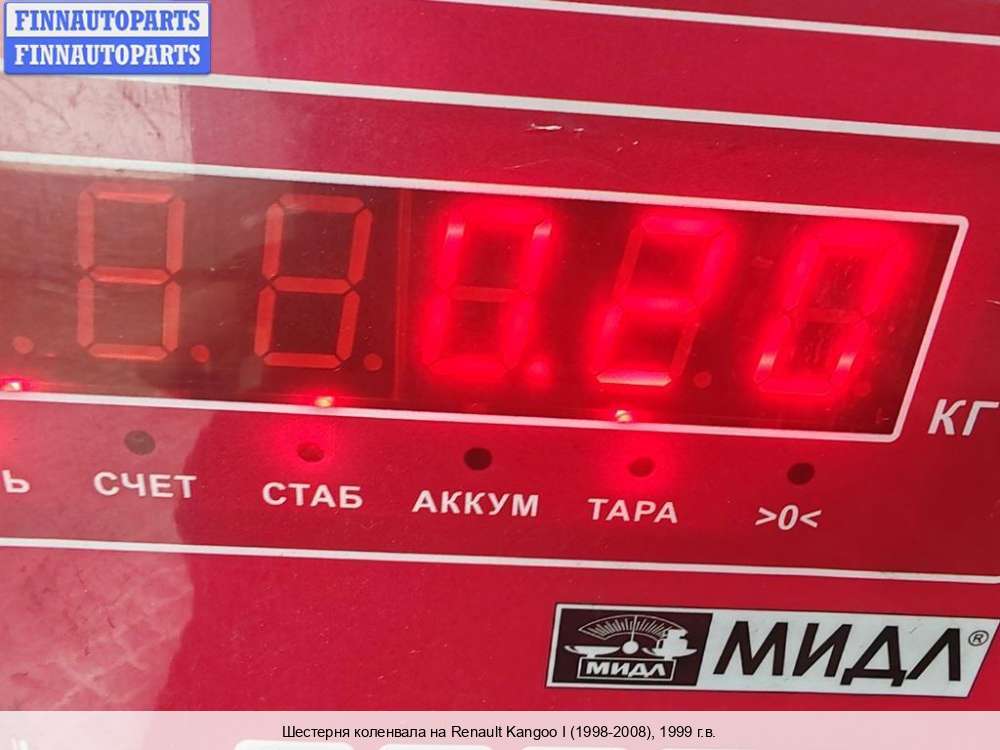 FINNAUTOPARTS
FINNAUTOPARTS
0.20
КГ
Ь СЧЕТ СТАБ АККУМ ТАРА >0<
МИДЛ МИДЛ®
Шестерня коленвала на Renault Kangoo I (1998-2008), 1999 г.в.